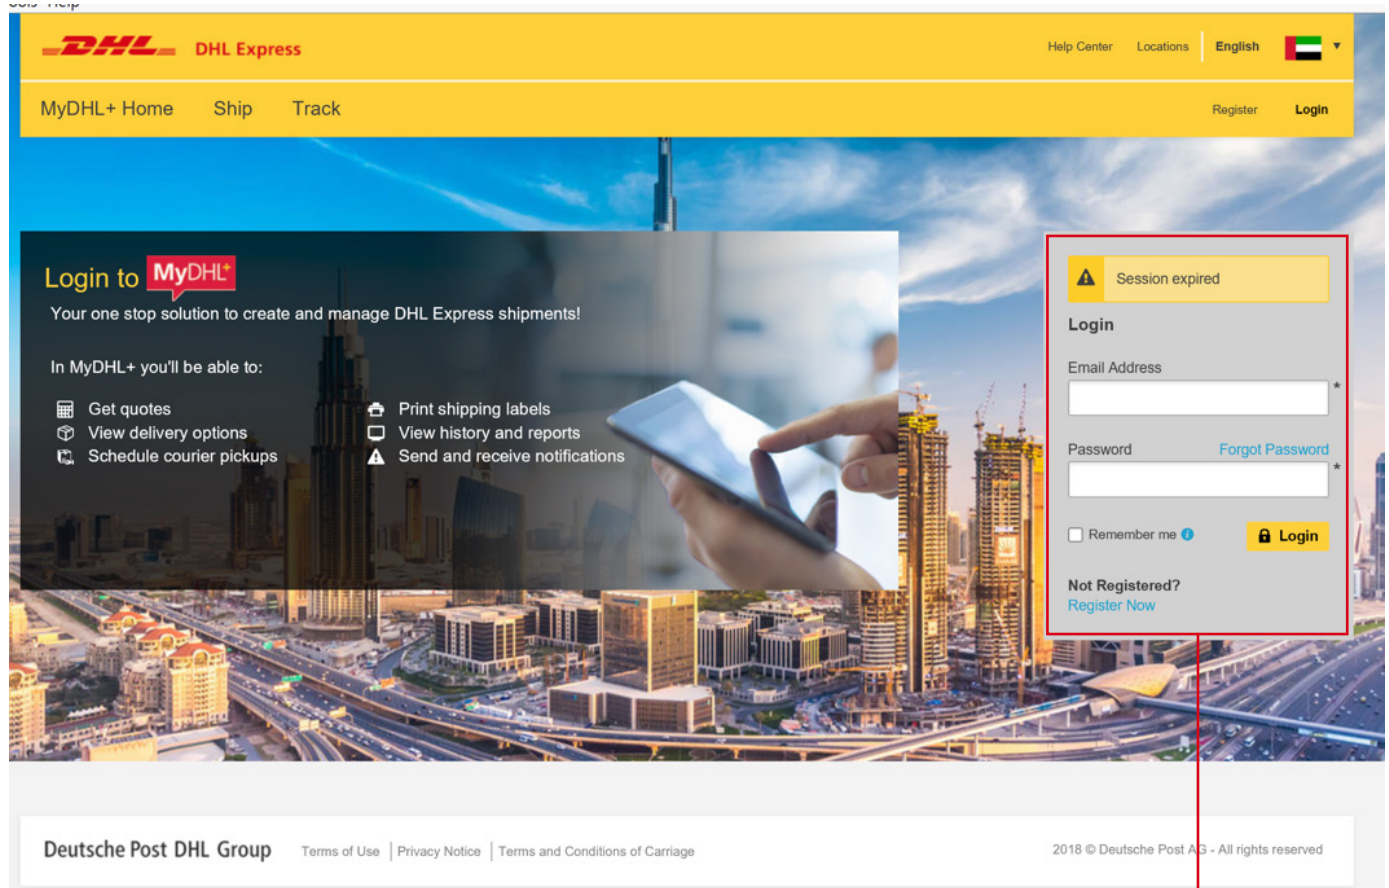 Help
DHL DHL Express
Help Center Locations English
MyDHL+ Home Ship Track
Register Login
Login to MyDHL+
Your one stop solution to create and manage DHL Express shipments!
In MyDHL+ you'll be able to:
Get quotes
View delivery options
Schedule courier pickups
Print shipping labels
View history and reports
Send and receive notifications
Session expired
Login
Email Address
*
Password Forgot Password
*
Remember me
Login
Not Registered?
Register Now
Deutsche Post DHL Group Terms of Use | Privacy Notice | Terms and Conditions of Carriage
2018 © Deutsche Post AG - All rights reserved